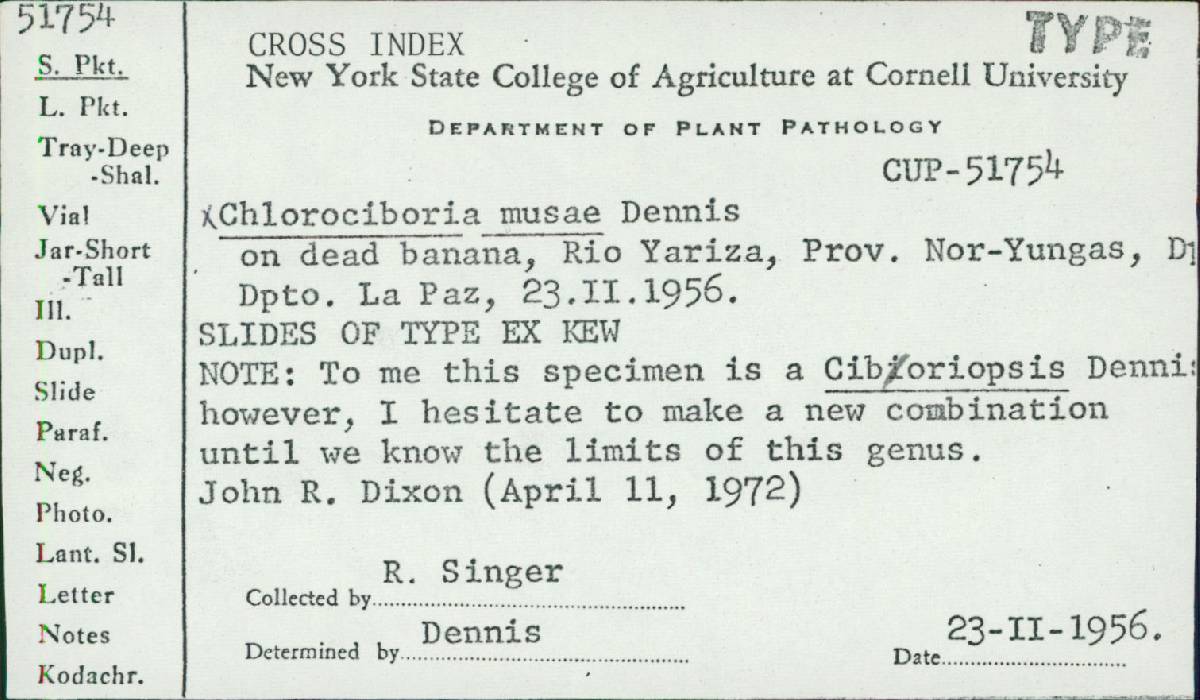 51754
TYPE
CROSS INDEX
New York State College of Agriculture at Cornell University
DEPARTMENT OF PLANT PATHOLOGY
CUP-51754
S. Pkt.
L. Pkt.
Tray-Deep
-Shal.
Vial
Jar-Short
-Tall
Ill.
Dupl.
Slide
Paraf.
Neg.
Photo.
Lant. Sl.
Letter
Notes
Kodachr.
xChlorociboria musae Dennis
on dead banana, Rio Yariza, Prov. Nor-Yungas,
Dpto. La Paz, 23.II.1956.
SLIDES OF TYPE EX KEW
NOTE: To me this specimen is a Ciboriopsis Dennis
however, I hesitate to make a new combination
until we know the limits of this genus.
John R. Dixon (April 11, 1972)
R. Singer
Collected by
Dennis
Determined by
23-II-1956.
Date